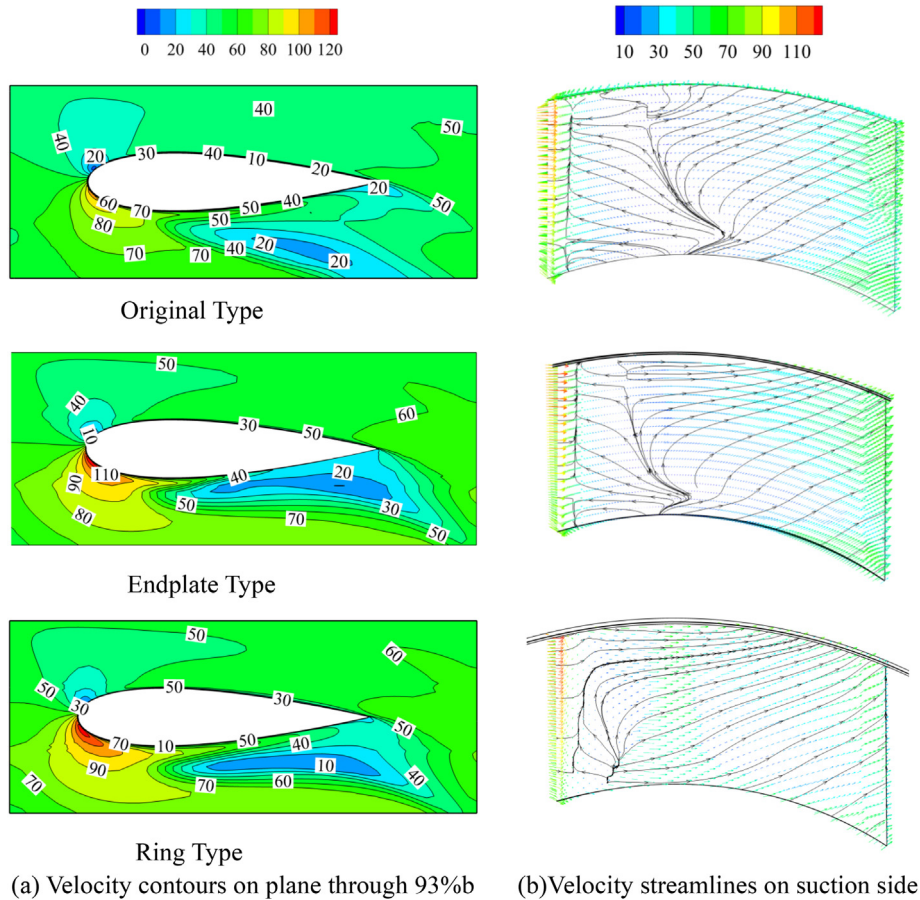 0 20 40 60 80 100 120
10 30 50 70 90 110
40
50
40
20 30 40 10 20
20
60 70 50 40
50
80
50
70 70 40 20
20
Original Type
50
40 60
10 30 50
110 40 20
90
50 30
80 70 50
Endplate Type
50
60
50 50 30
30
70 10 50 40 50
90 10 40
70 70 60
Ring Type
(a) Velocity contours on plane through 93%b
(b)Velocity streamlines on suction side